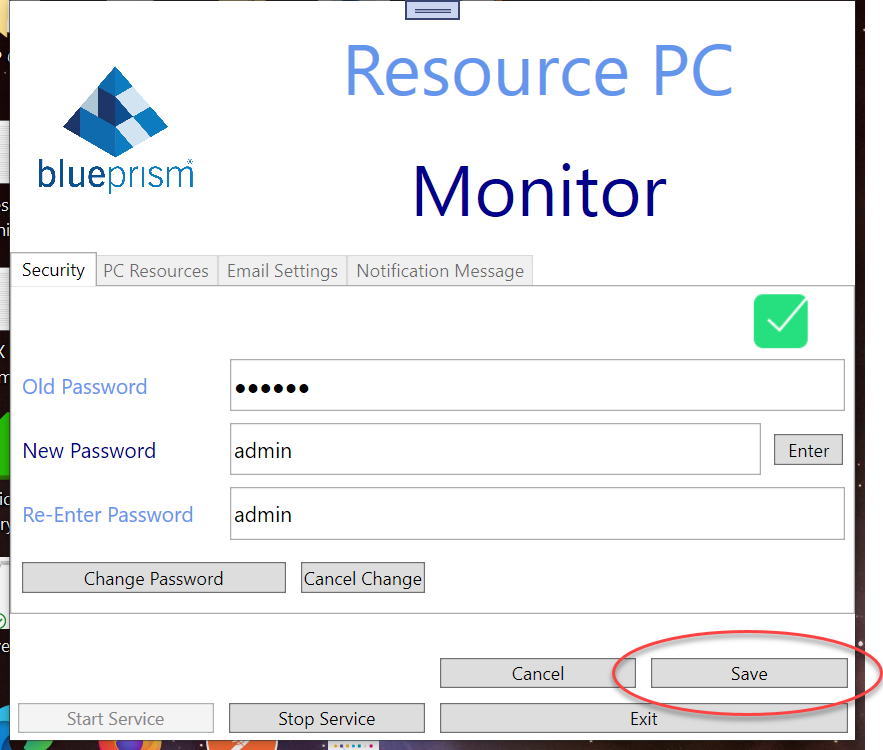 Resource PC
Monitor
blueprism
Security PC Resources Email Settings Notification Message
Old Password ●●●●●●
New Password admin Enter
Re-Enter Password admin
Change Password Cancel Change
Cancel Save
Start Service Stop Service Exit